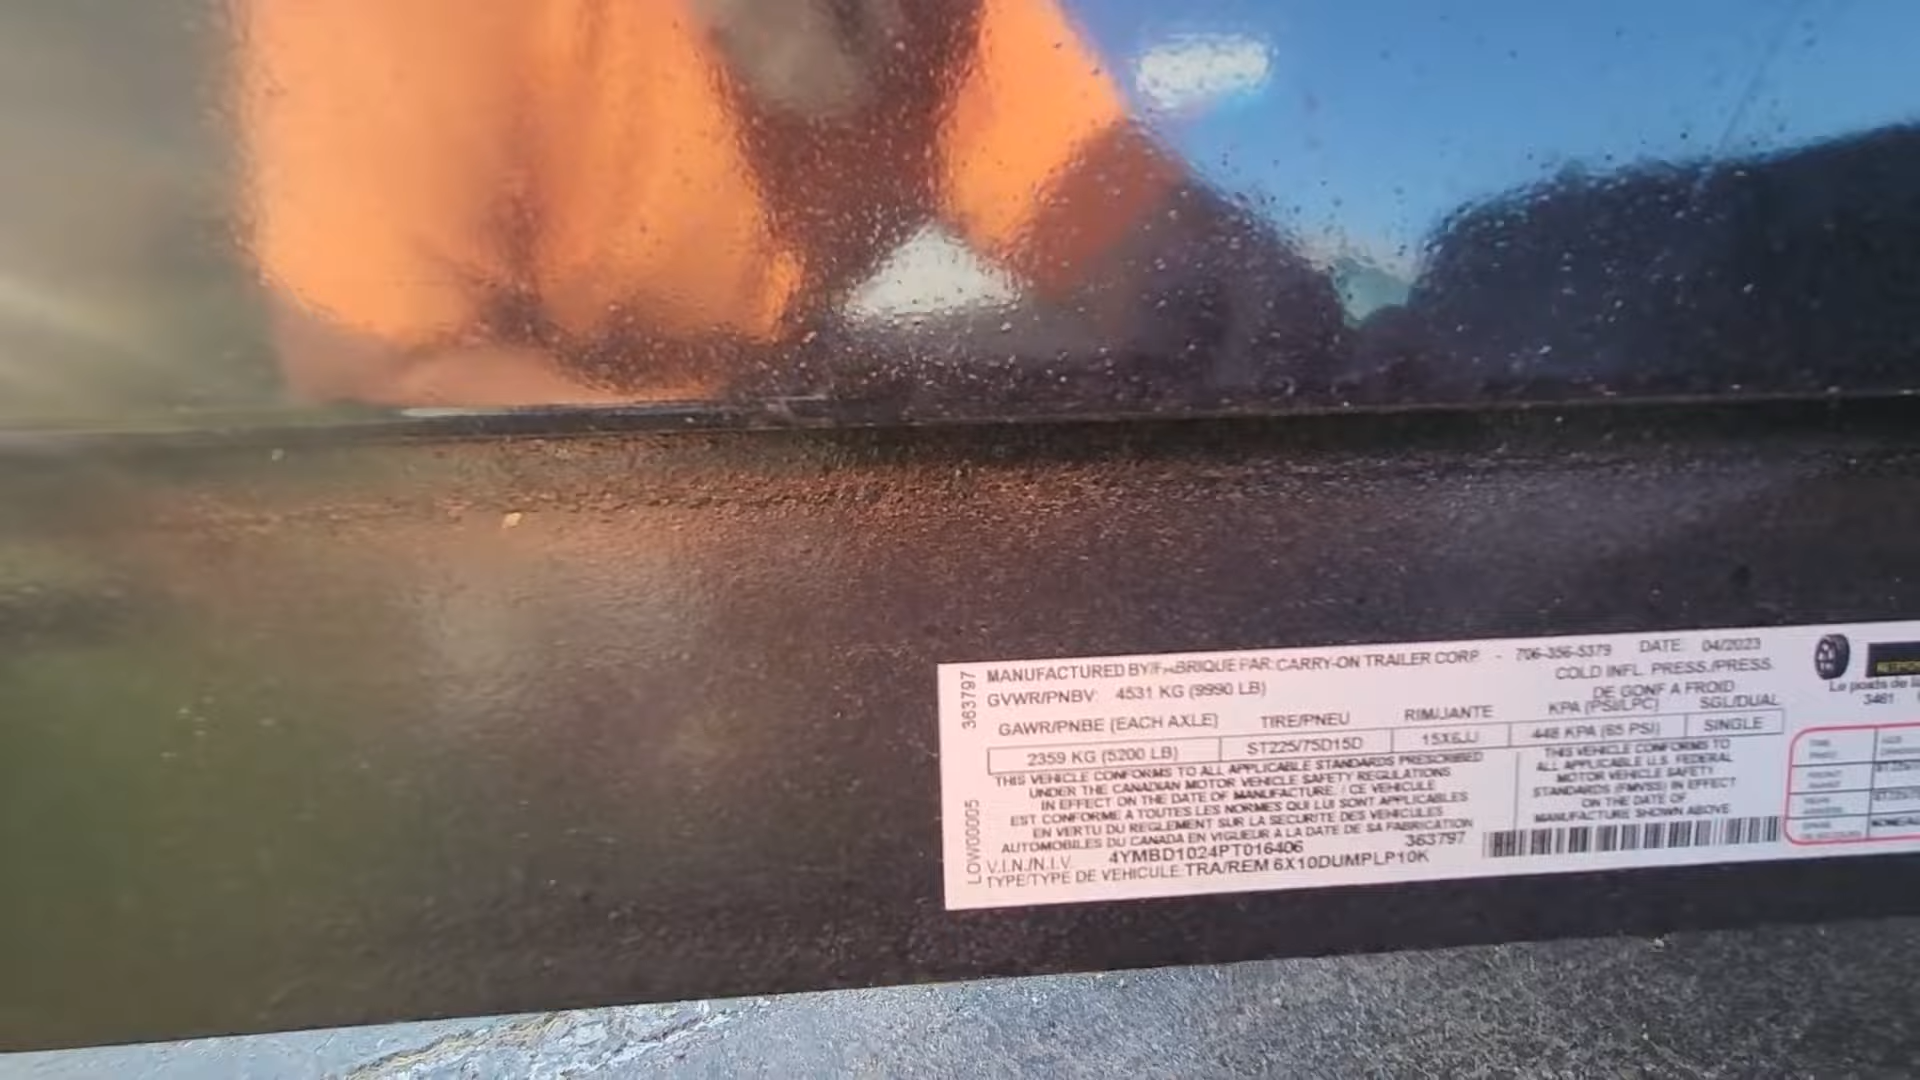 MANUFACTURED BY/FABRIQUE PAR: CARRY-ON TRAILER CORP - 706-356-5379 DATE: 04/2023
GVWR/PNBV: 4531 KG (9990 LB)
COLD INFL. PRESS./PRESS.
DE GONF A FROID
GAWR/PNBE (EACH AXLE) TIRE/PNEU RIM/JANTE KPA (PSI/LPC) SGL/DUAL
2359 KG (5200 LB) ST225/75D15D 15X6JJ 448 KPA (65 PSI) SINGLE
THIS VEHICLE CONFORMS TO ALL APPLICABLE STANDARDS PRESCRIBED
UNDER THE CANADIAN MOTOR VEHICLE SAFETY REGULATIONS
IN EFFECT ON THE DATE OF MANUFACTURE. / CE VEHICULE
EST CONFORME A TOUTES LES NORMES QUI LUI SONT APPLICABLES
EN VERTU DU REGLEMENT SUR LA SECURITE DES VEHICULES
AUTOMOBILES DU CANADA EN VIGUEUR A LA DATE DE SA FABRICATION
THIS VEHICLE CONFORMS TO
ALL APPLICABLE U.S. FEDERAL
MOTOR VEHICLE SAFETY
STANDARDS (FMVSS) IN EFFECT
ON THE DATE OF
MANUFACTURE SHOWN ABOVE
V.I.N./N.I.V. 4YMBD1024PT016406 363797
TYPE/TYPE DE VEHICULE: TRA/REM 6X10DUMPLP10K
363797
LOW00005
Le poids de
3461